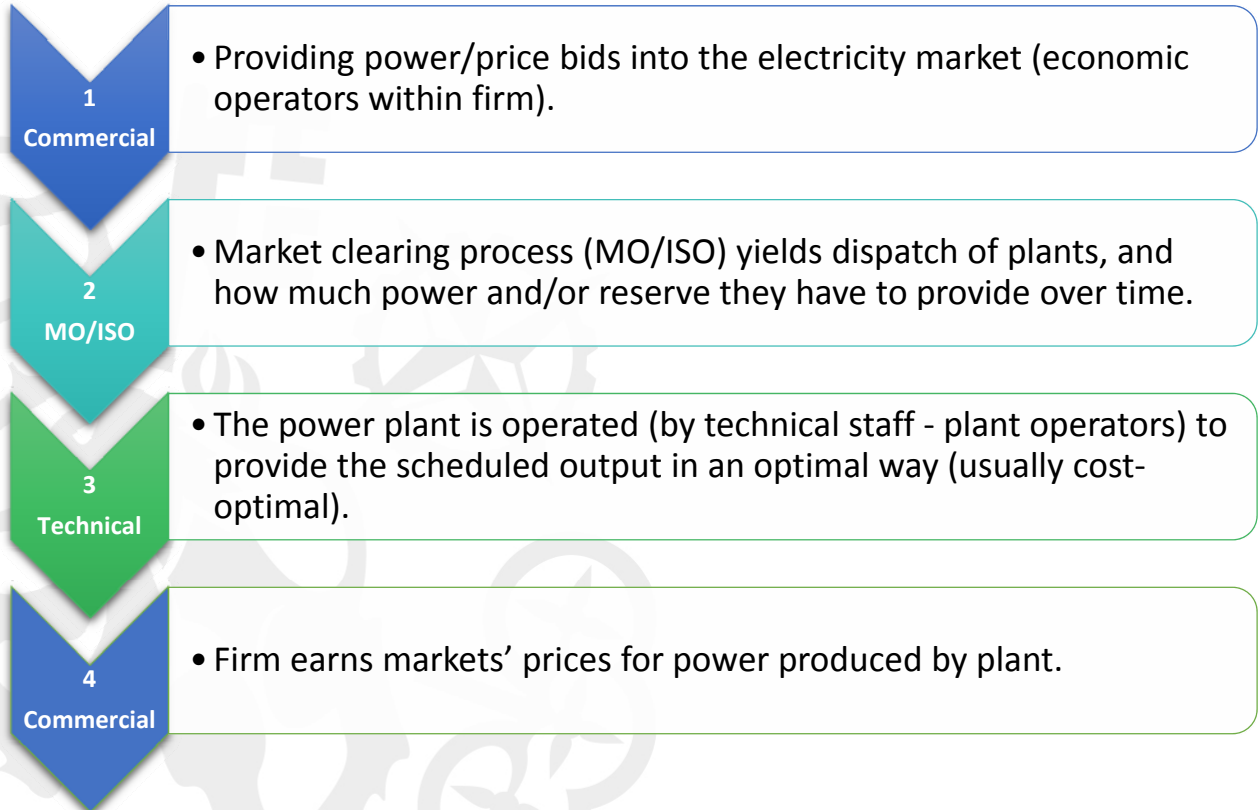 1
Commercial
• Providing power/price bids into the electricity market (economic
operators within firm).
2
MO/ISO
• Market clearing process (MO/ISO) yields dispatch of plants, and
how much power and/or reserve they have to provide over time.
3
Technical
• The power plant is operated (by technical staff - plant operators) to
provide the scheduled output in an optimal way (usually cost-
optimal).
4
Commercial
• Firm earns markets’ prices for power produced by plant.